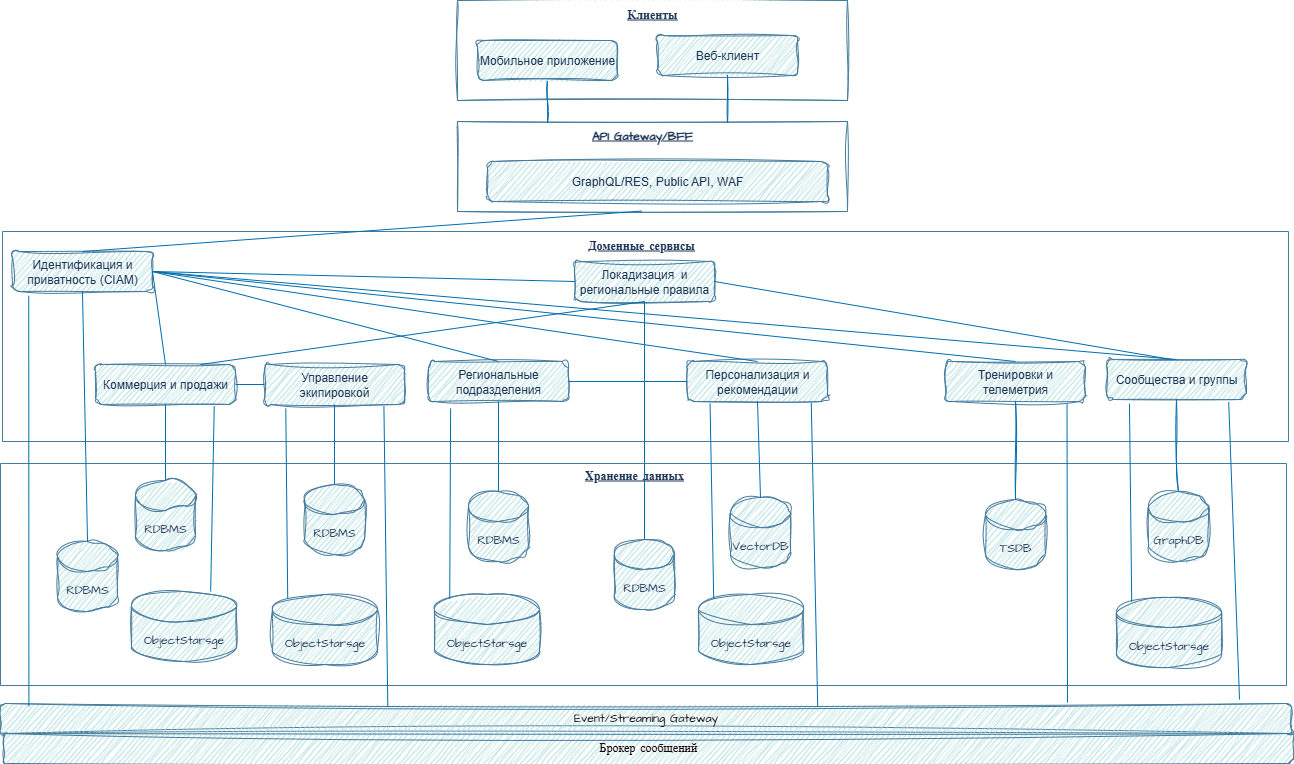 Клиенты
Мобильное приложение
Веб-клиент
API Gateway/BFF
GraphQL/RES, Public API, WAF
Доменные сервисы
Идентификация и
приватность (CIAM)
Локадизация и
региональные правила
Коммерция и продажи
Управление
экипировкой
Региональные
подразделения
Персонализация и
рекомендации
Тренировки и
телеметрия
Сообщества и группы
Хранение данных
RDBMS
RDBMS
RDBMS
VectorDB
TSDB
GraphDB
RDBMS
RDBMS
ObjectStarsge
ObjectStarsge
ObjectStarsge
ObjectStarsge
ObjectStarsge
Event/Streaming Gateway
Брокер сообщений